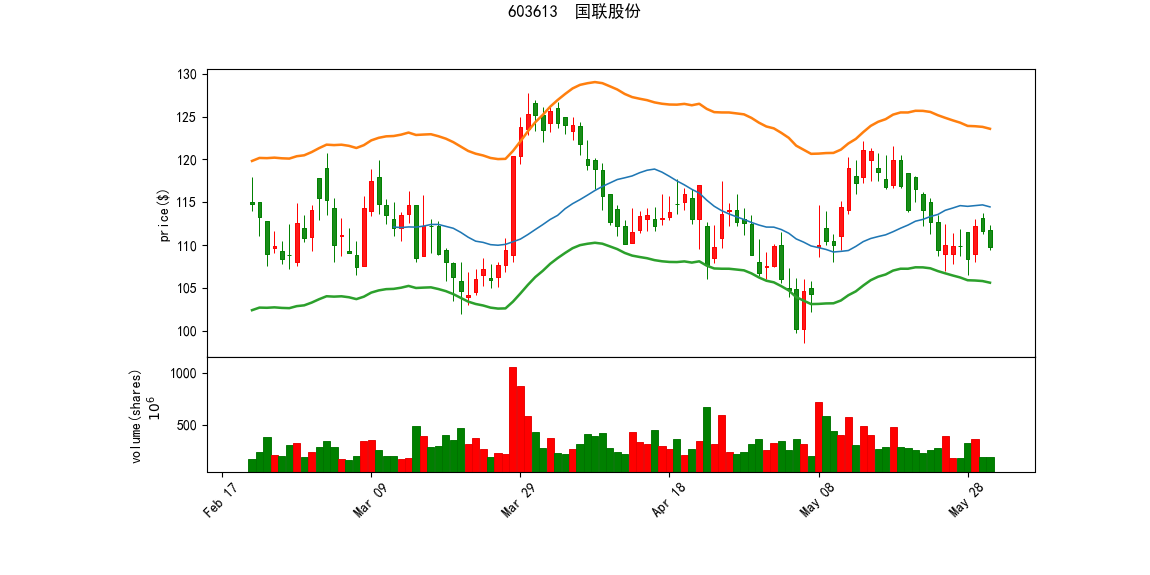 603613 国联股份
130
125
120
115
110
105
100
price($)
1000
500
volume(shares)
10^6
Feb 17
Mar 09
Mar 29
Apr 18
May 08
May 28